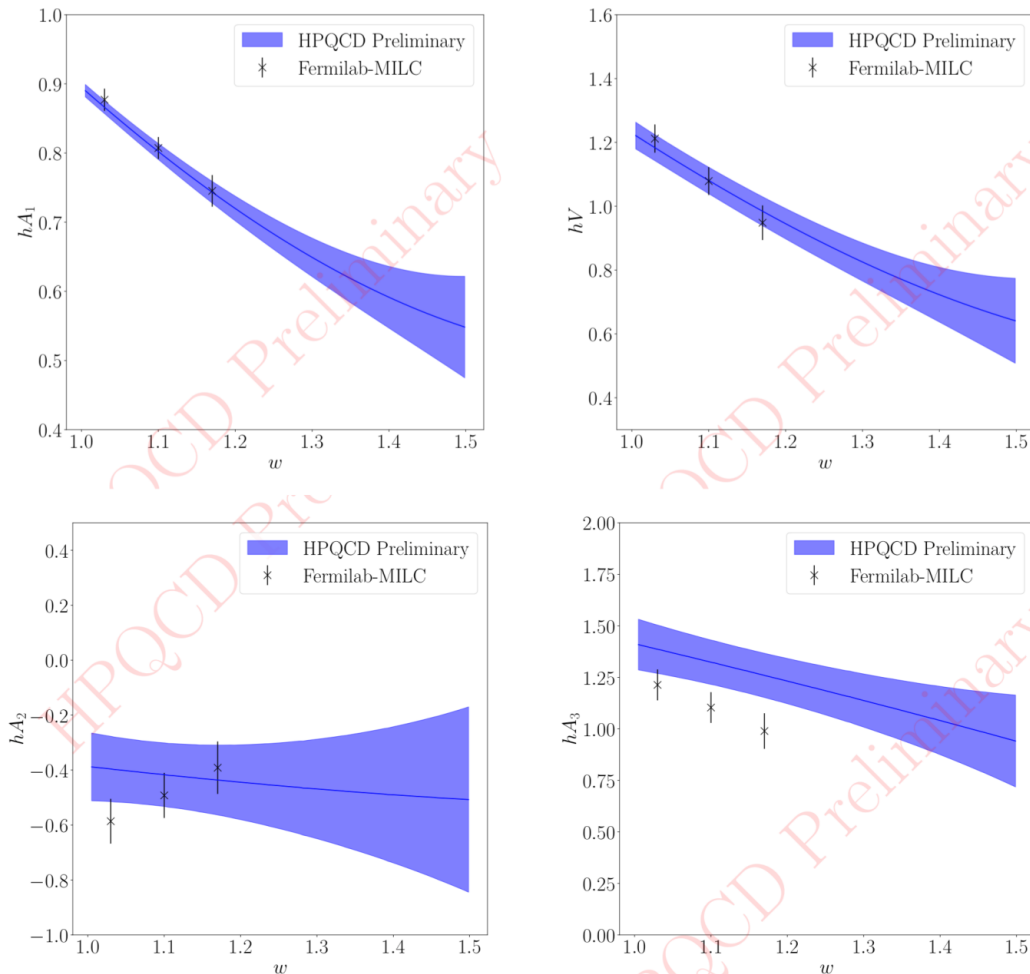 1.0
0.9
0.8
0.7
0.6
0.5
0.4
hA₁
HPQCD Preliminary
Fermilab-MILC
1.0 1.1 1.2 1.3 1.4 1.5
w
1.6
1.4
1.2
1.0
0.8
0.6
0.4
hV
HPQCD Preliminary
Fermilab-MILC
1.0 1.1 1.2 1.3 1.4 1.5
w
0.4
0.2
0.0
−0.2
−0.4
−0.6
−0.8
−1.0
hA₂
HPQCD Preliminary
Fermilab-MILC
1.0 1.1 1.2 1.3 1.4 1.5
w
2.00
1.75
1.50
1.25
1.00
0.75
0.50
0.25
0.00
hA₃
HPQCD Preliminary
Fermilab-MILC
1.0 1.1 1.2 1.3 1.4 1.5
w
QCD Preliminary
QCD Preliminary
HPQCD Pre
PQCD Preliminary